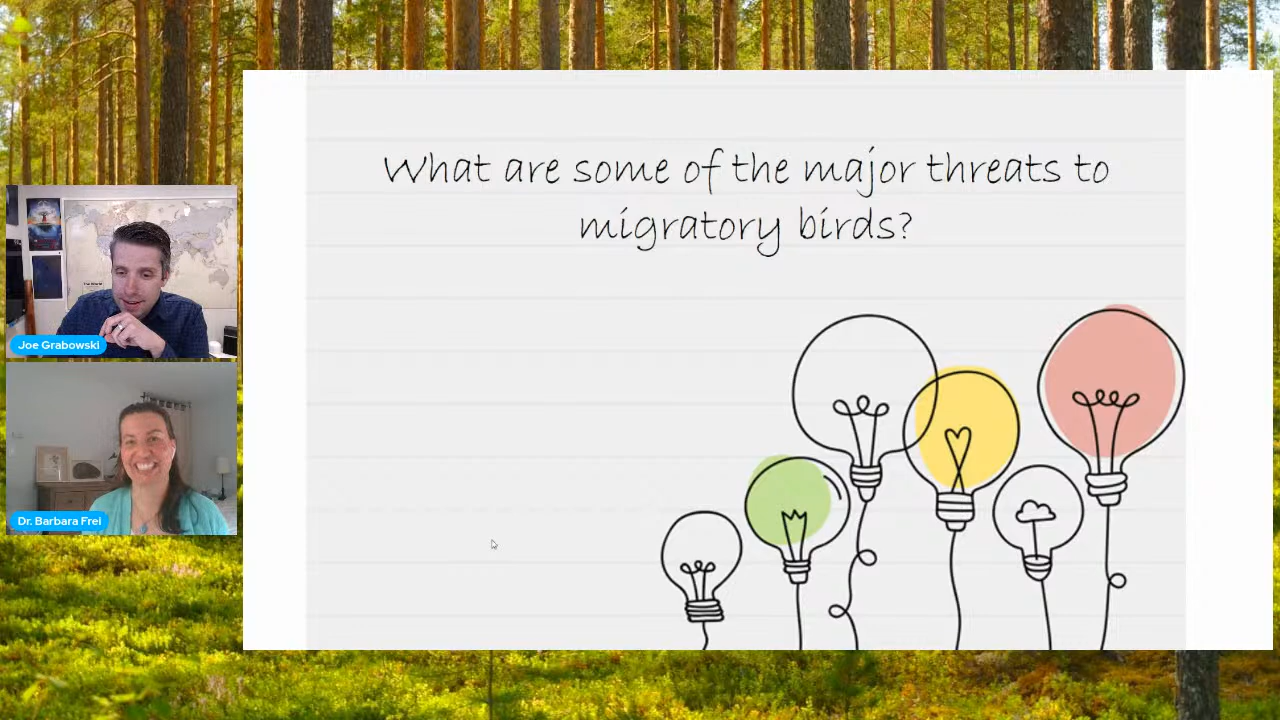 What are some of the major threats to
migratory birds?
Joe Grabowski
Dr. Barbara Frei